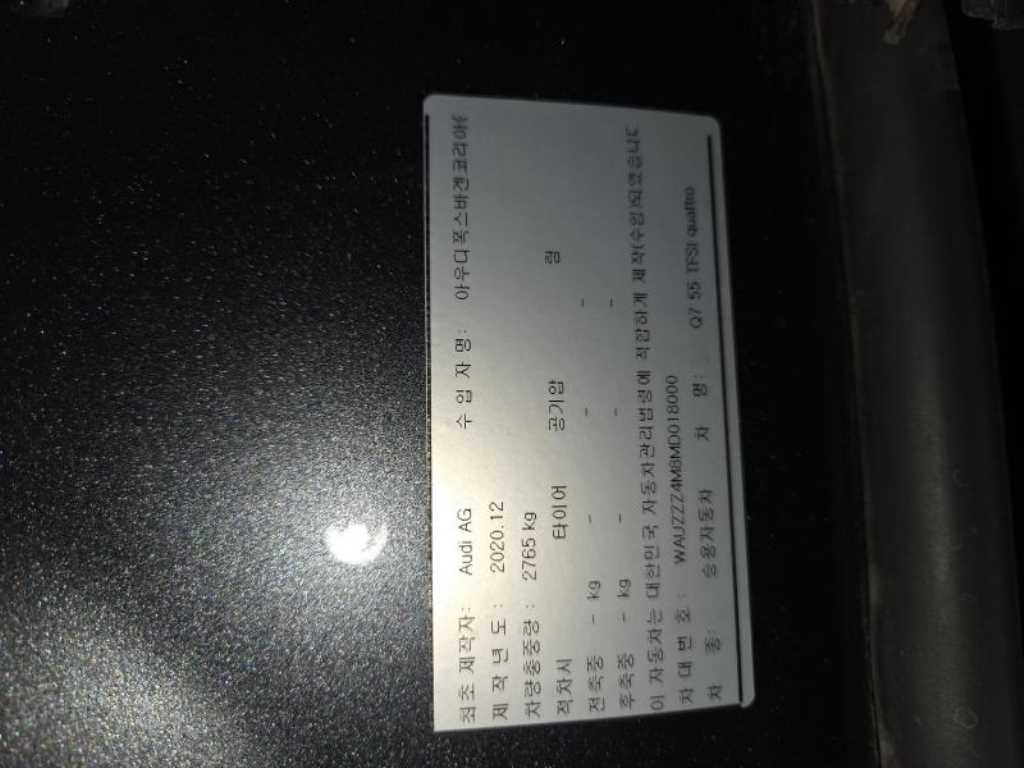 최초 제작자: Audi AG 수 입 자 명: 아우디폭스바겐코리아㈜
제 작 년 도 : 2020.12
차량총중량 : 2765 kg
적차시 타이어 공기압 림
전축중 - kg - - -
후축중 - kg - - -
이 자동차는 대한민국 자동차관리법령에 적합하게 제작(수입)되었습니다
차 대 번 호 : WAUZZZ4M8MD018000
차 종: 승용자동차 차 명: Q7 55 TFSI quattro